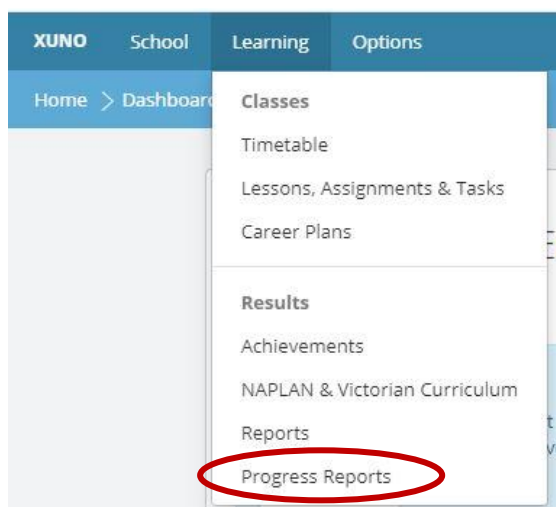 XUNO School Learning Options
Home > Dashboard
Classes
Timetable
Lessons, Assignments & Tasks
Career Plans
Results
Achievements
NAPLAN & Victorian Curriculum
Reports
Progress Reports